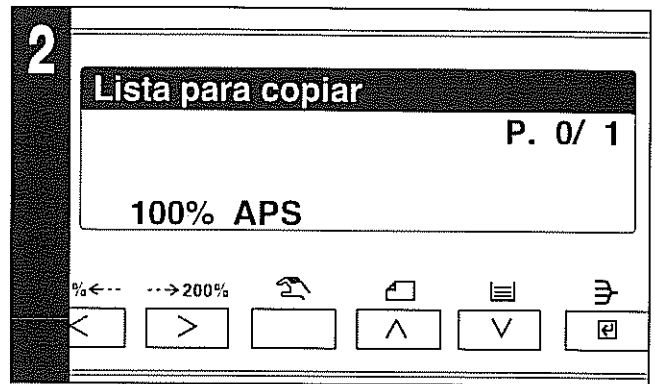 2
Lista para copiar
P. 0/ 1
100% APS
%←-- --→200%
< > ∧ ∨ ↵